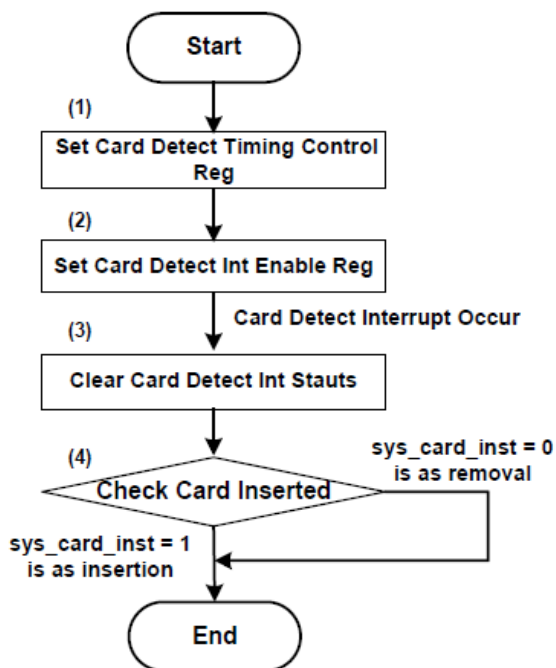 Start
(1)
Set Card Detect Timing Control
Reg
(2)
Set Card Detect Int Enable Reg
Card Detect Interrupt Occur
(3)
Clear Card Detect Int Stauts
(4)
Check Card Inserted
sys_card_inst = 0
is as removal
sys_card_inst = 1
is as insertion
End